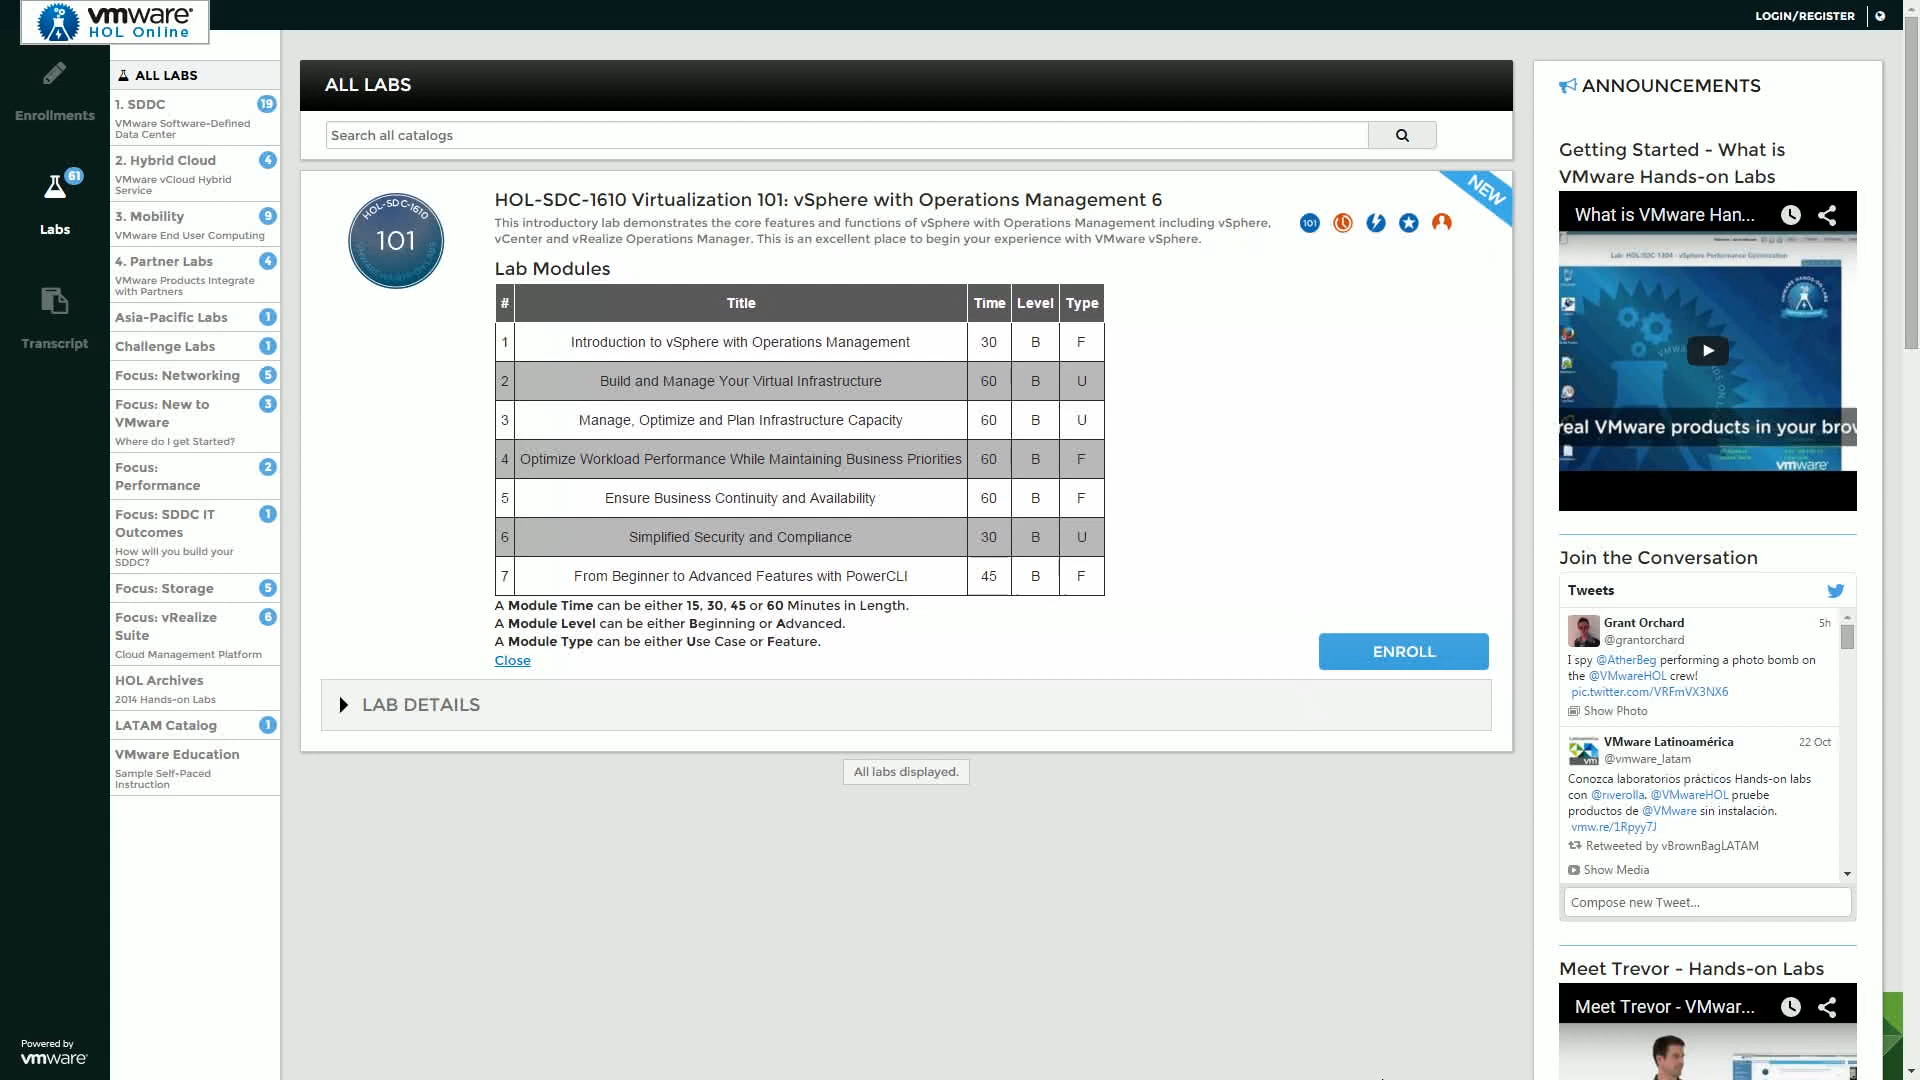 vmware
HOL Online
LOGIN/REGISTER
Enrollments
61
Labs
Transcript
Powered by
vmware
ALL LABS
1. SDDC
19
VMware Software-Defined
Data Center
2. Hybrid Cloud
4
VMware vCloud Hybrid
Service
3. Mobility
9
VMware End User Computing
4. Partner Labs
4
VMware Products Integrate
with Partners
Asia-Pacific Labs
1
Challenge Labs
1
Focus: Networking
5
Focus: New to
3
VMware
Where do I get Started?
Focus:
2
Performance
Focus: SDDC IT
1
Outcomes
How will you build your
SDDC?
Focus: Storage
5
Focus: vRealize
6
Suite
Cloud Management Platform
HOL Archives
2014 Hands-on Labs
LATAM Catalog
1
VMware Education
Sample Self-Paced
Instruction
ALL LABS
Search all catalogs
NEW
HOL-SDC-1610
101
HOL-SDC-1610 Virtualization 101: vSphere with Operations Management 6
This introductory lab demonstrates the core features and functions of vSphere with Operations Management including vSphere,
vCenter and vRealize Operations Manager. This is an excellent place to begin your experience with VMware vSphere.
101
Lab Modules
# Title Time Level Type
1 Introduction to vSphere with Operations Management 30 B F
2 Build and Manage Your Virtual Infrastructure 60 B U
3 Manage, Optimize and Plan Infrastructure Capacity 60 B U
4 Optimize Workload Performance While Maintaining Business Priorities 60 B F
5 Ensure Business Continuity and Availability 60 B F
6 Simplified Security and Compliance 30 B U
7 From Beginner to Advanced Features with PowerCLI 45 B F
A Module Time can be either 15, 30, 45 or 60 Minutes in Length.
A Module Level can be either Beginning or Advanced.
A Module Type can be either Use Case or Feature.
Close
ENROLL
LAB DETAILS
All labs displayed.
ANNOUNCEMENTS
Getting Started - What is
VMware Hands-on Labs
What is VMware Han...
Lab: HOL-SDC-1304 - vSphere Performance Optimization
real VMware products in your brow
vmware
Join the Conversation
Tweets
Grant Orchard 5h
@grantorchard
I spy @AtherBeg performing a photo bomb on
the @VMwareHOL crew!
pic.twitter.com/VRFmVX3NX6
Show Photo
VMware Latinoamérica 22 Oct
@vmware_latam
Conozca laboratorios prácticos Hands-on labs
con @riverolla. @VMwareHOL pruebe
productos de @VMware sin instalación.
vmw.re/1Rpyy7J
Retweeted by vBrownBagLATAM
Show Media
Compose new Tweet...
Meet Trevor - Hands-on Labs
Meet Trevor - VMwar...